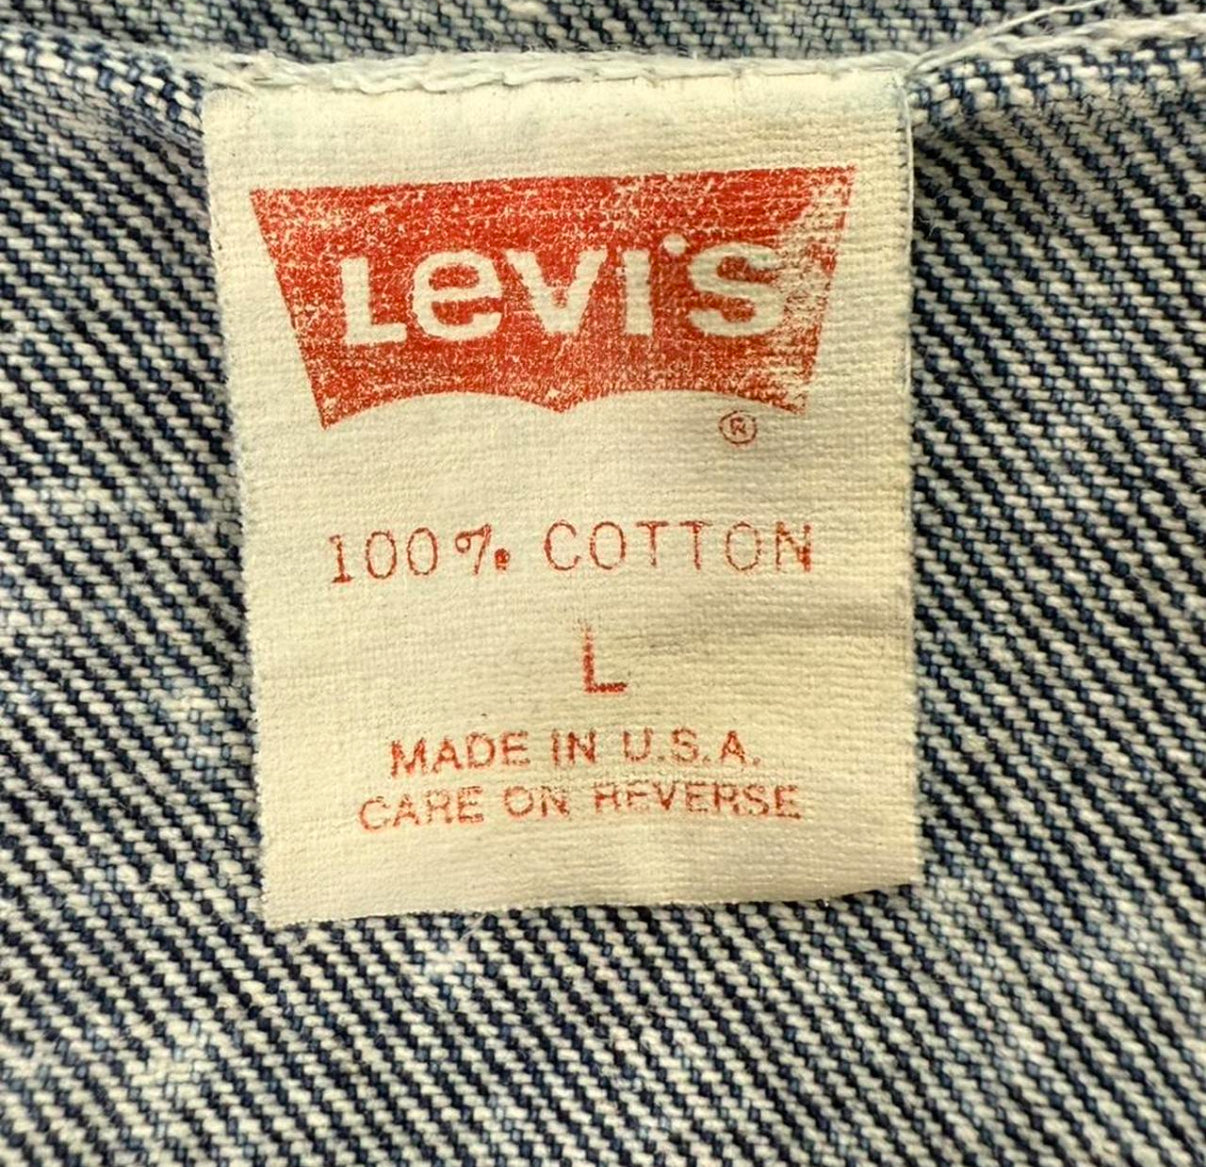 Levi's
®
100% COTTON
L
MADE IN U.S.A.
CARE ON REVERSE